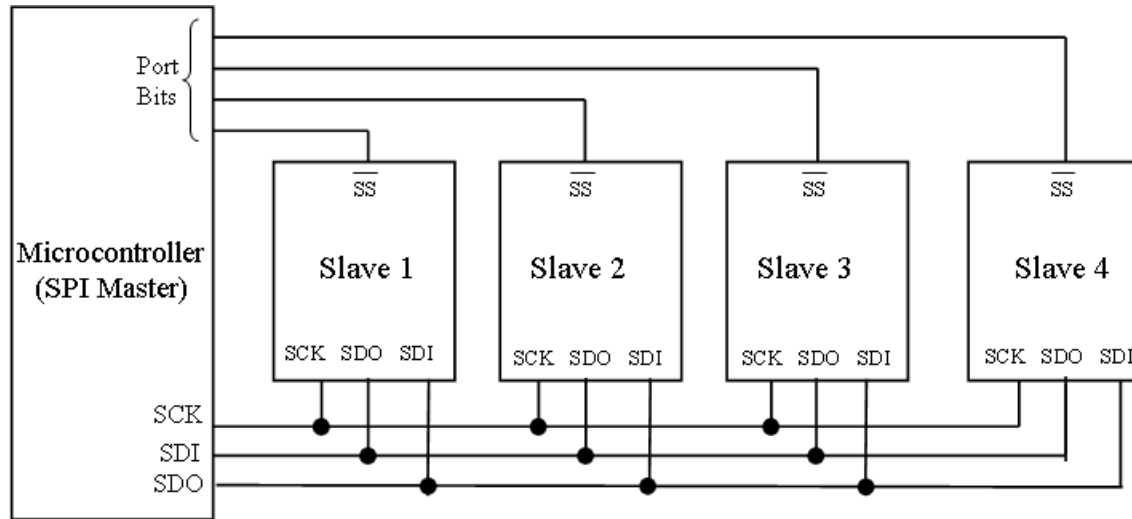 Port
Bits
SS SS SS SS
Microcontroller
(SPI Master)
Slave 1 Slave 2 Slave 3 Slave 4
SCK SDO SDI SCK SDO SDI SCK SDO SDI SCK SDO SDI
SCK
SDI
SDO